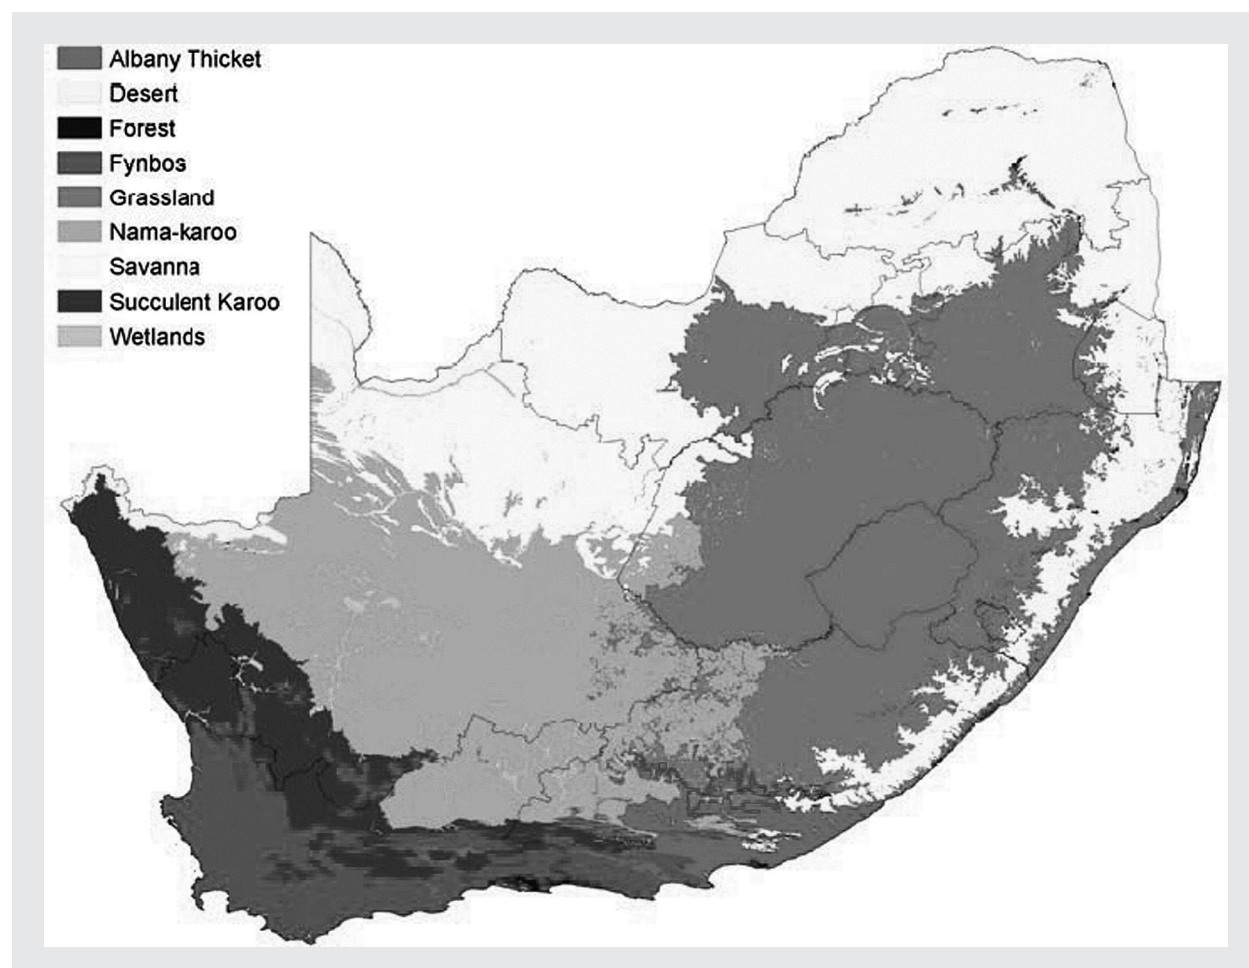 Albany Thicket
Desert
Forest
Fynbos
Grassland
Nama-karoo
Savanna
Succulent Karoo
Wetlands